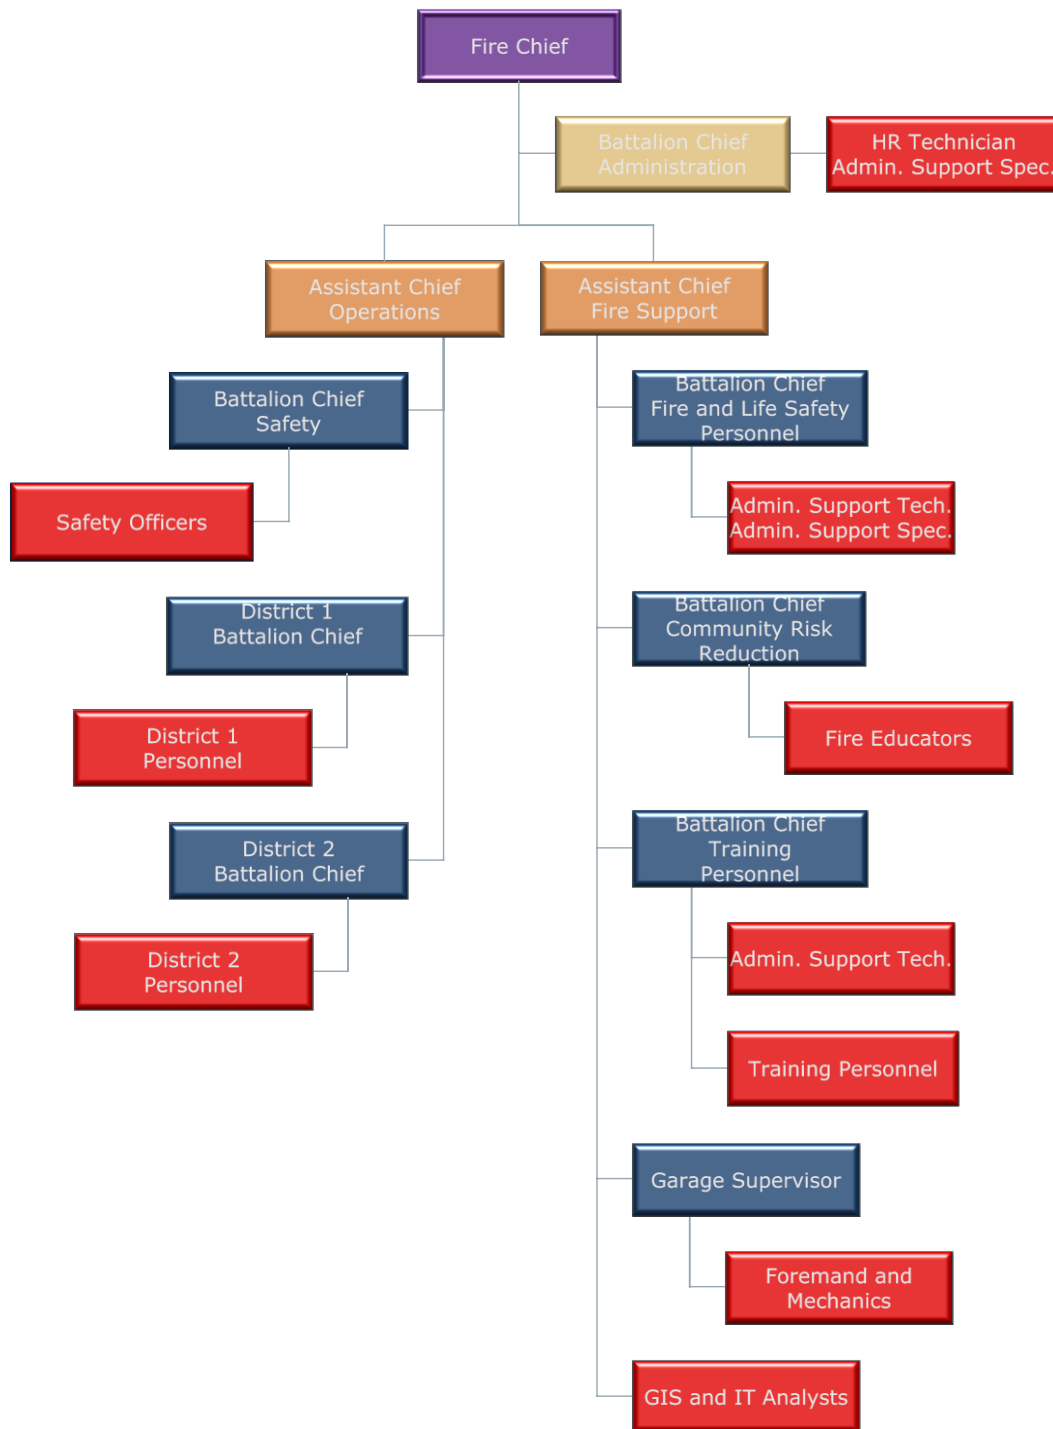 Fire Chief
Battalion Chief
Administration
HR Technician
Admin. Support Spec.
Assistant Chief
Operations
Assistant Chief
Fire Support
Battalion Chief
Safety
Safety Officers
District 1
Battalion Chief
District 1
Personnel
District 2
Battalion Chief
District 2
Personnel
Battalion Chief
Fire and Life Safety
Personnel
Admin. Support Tech.
Admin. Support Spec.
Battalion Chief
Community Risk
Reduction
Fire Educators
Battalion Chief
Training
Personnel
Admin. Support Tech.
Training Personnel
Garage Supervisor
Foremand and
Mechanics
GIS and IT Analysts